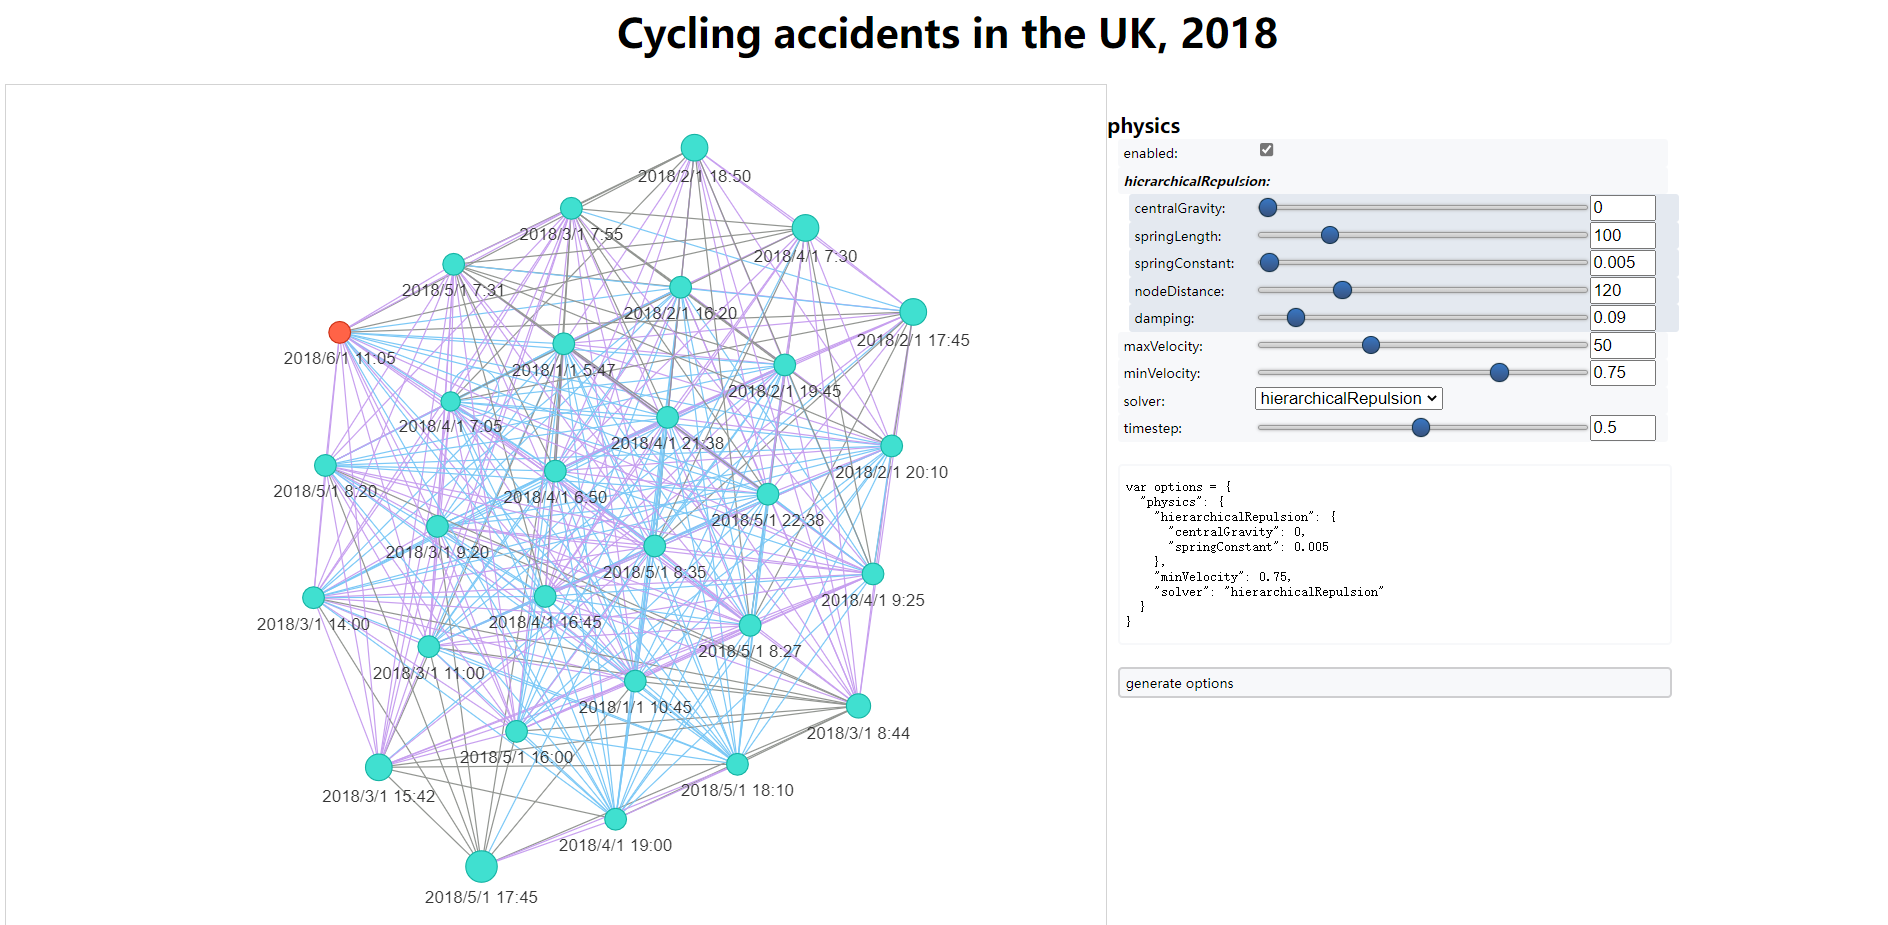 Cycling accidents in the UK, 2018
2018/2/1 18:50
2018/3/1 7:55
2018/4/1 7:30
2018/5/1 7:31
2018/2/1 16:20
2018/2/1 17:45
2018/6/1 11:05
2018/1/1 5:47
2018/2/1 19:45
2018/4/1 7:05
2018/4/1 21:38
2018/2/1 20:10
2018/5/1 8:20
2018/4/1 6:50
2018/5/1 22:38
2018/3/1 9:20
2018/5/1 8:35
2018/4/1 9:25
2018/3/1 14:00
2018/4/1 16:45
2018/5/1 8:27
2018/3/1 11:00
2018/1/1 10:45
2018/3/1 8:44
2018/5/1 16:00
2018/5/1 18:10
2018/3/1 15:42
2018/4/1 19:00
2018/5/1 17:45
physics
enabled:
hierarchicalRepulsion:
centralGravity: 0
springLength: 100
springConstant: 0.005
nodeDistance: 120
damping: 0.09
maxVelocity: 50
minVelocity: 0.75
solver: hierarchicalRepulsion
timestep: 0.5
var options = {
"physics": {
"hierarchicalRepulsion": {
"centralGravity": 0,
"springConstant": 0.005
},
"minVelocity": 0.75,
"solver": "hierarchicalRepulsion"
}
}
generate options